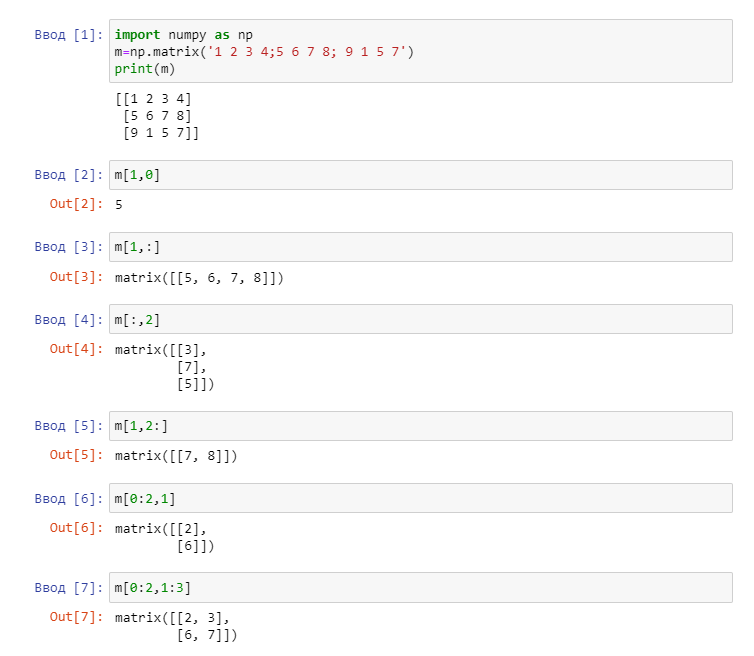 Ввод [1]: import numpy as np
m=np.matrix('1 2 3 4;5 6 7 8; 9 1 5 7')
print(m)
[[1 2 3 4]
 [5 6 7 8]
 [9 1 5 7]]
Ввод [2]: m[1,0]
Out[2]: 5
Ввод [3]: m[1,:]
Out[3]: matrix([[5, 6, 7, 8]])
Ввод [4]: m[:,2]
Out[4]: matrix([[3],
        [7],
        [5]])
Ввод [5]: m[1,2:]
Out[5]: matrix([[7, 8]])
Ввод [6]: m[0:2,1]
Out[6]: matrix([[2],
        [6]])
Ввод [7]: m[0:2,1:3]
Out[7]: matrix([[2, 3],
        [6, 7]])